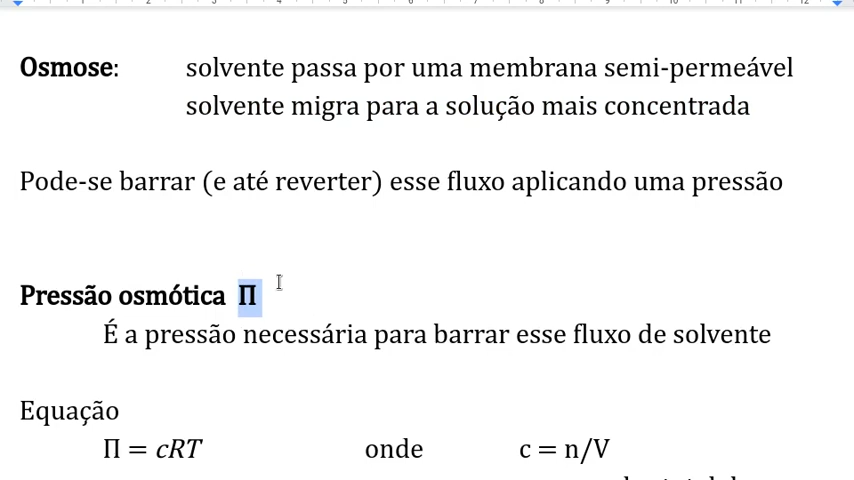 Osmose: solvente passa por uma membrana semi-permeável
solvente migra para a solução mais concentrada
Pode-se barrar (e até reverter) esse fluxo aplicando uma pressão
Pressão osmótica Π
É a pressão necessária para barrar esse fluxo de solvente
Equação
Π = cRT onde c = n/V